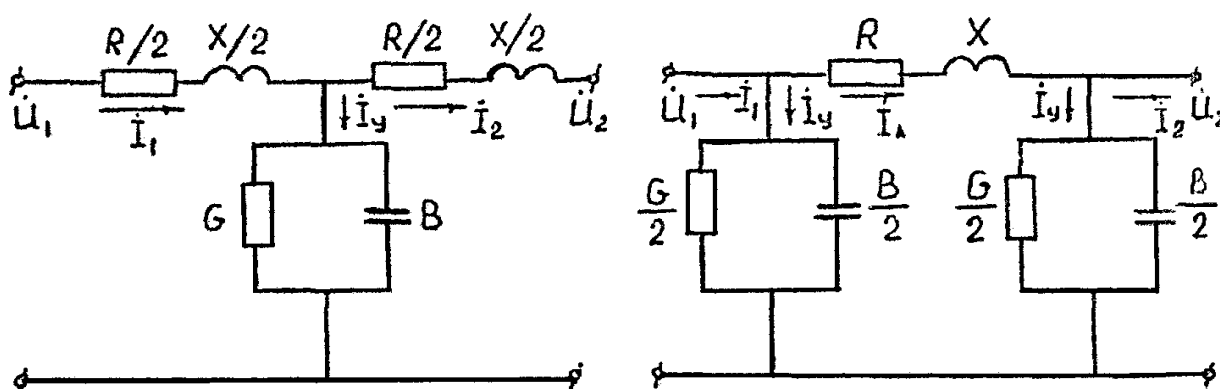 R/2 X/2 R/2 X/2
U̇₁ İ₁ İy İ₂ U̇₂
G B
R X
U̇₁ İ₁ İy İл İy İ₂ U̇₂
G/2 B/2 G/2 B/2